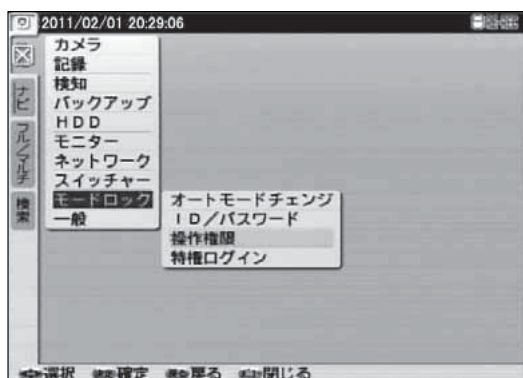 2011/02/01 20:29:06
カメラ
記録
検知
バックアップ
HDD
モニター
ネットワーク
スイッチャー
モードロック
一般
オートモードチェンジ
ID/パスワード
操作権限
特権ログイン
ナビ
フル/マルチ
検索
選択 確定 戻る 閉じる